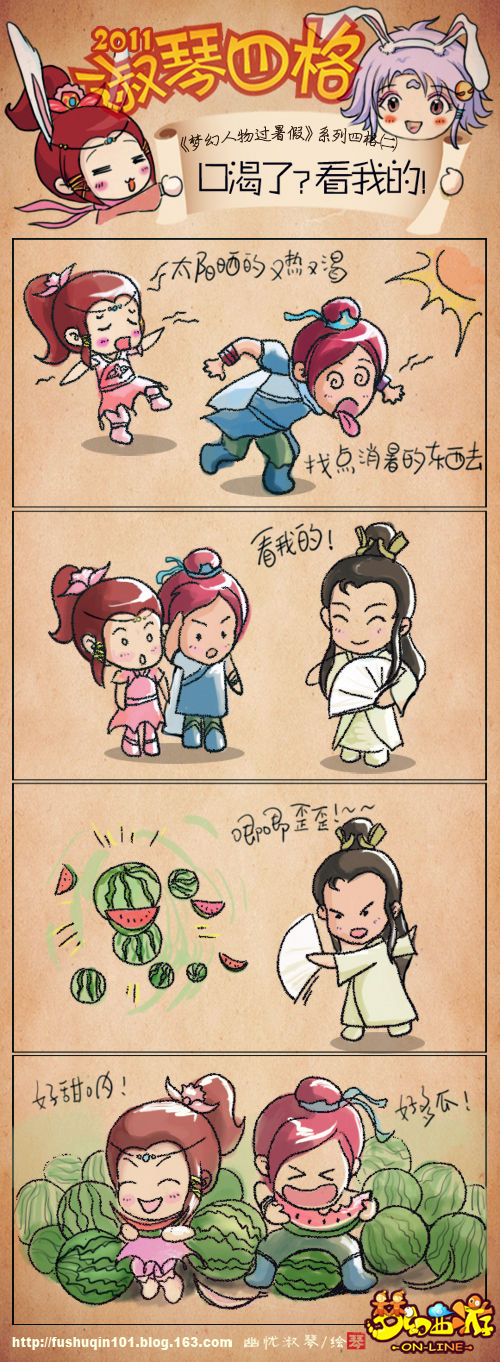 2011
淑琴四格
《梦幻人物过暑假》系列四格(二)
口渴了?看我的!
太阳晒的又热又渴
找点消暑的东西去
看我的!
唧唧歪歪!~~
好甜呐!
好多瓜!
梦幻西游
ON-LINE
http://fushuqin101.blog.163.com 幽忧淑琴/绘 琴